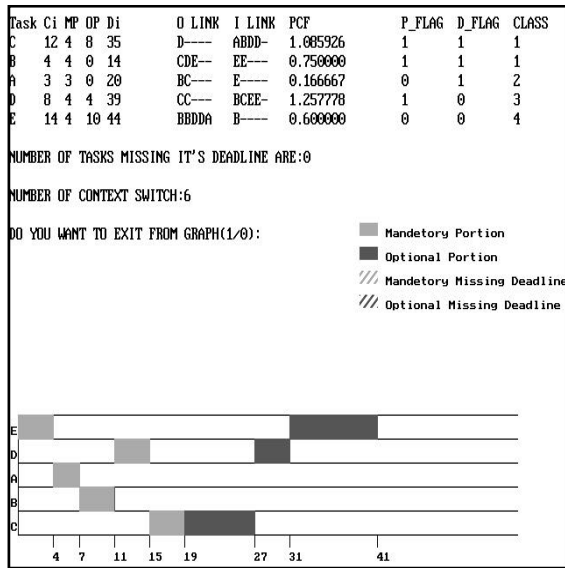 Task Ci MP OP Di O LINK I LINK PCF P_FLAG D_FLAG CLASS
C 12 4 8 35 D---- ABDD- 1.085926 1 1 1
B 4 4 0 14 CDE-- EE--- 0.750000 1 1 1
A 3 3 0 20 BC--- E---- 0.166667 0 1 2
D 8 4 4 39 CC--- BCEE- 1.257778 1 0 3
E 14 4 10 44 BBDDA B---- 0.600000 0 0 4
NUMBER OF TASKS MISSING IT'S DEADLINE ARE:0
NUMBER OF CONTEXT SWITCH:6
DO YOU WANT TO EXIT FROM GRAPH(1/0):
Mandetory Portion
Optional Portion
Mandetory Missing Deadline
Optional Missing Deadline
E
D
A
B
C
4 7 11 15 19 27 31 41